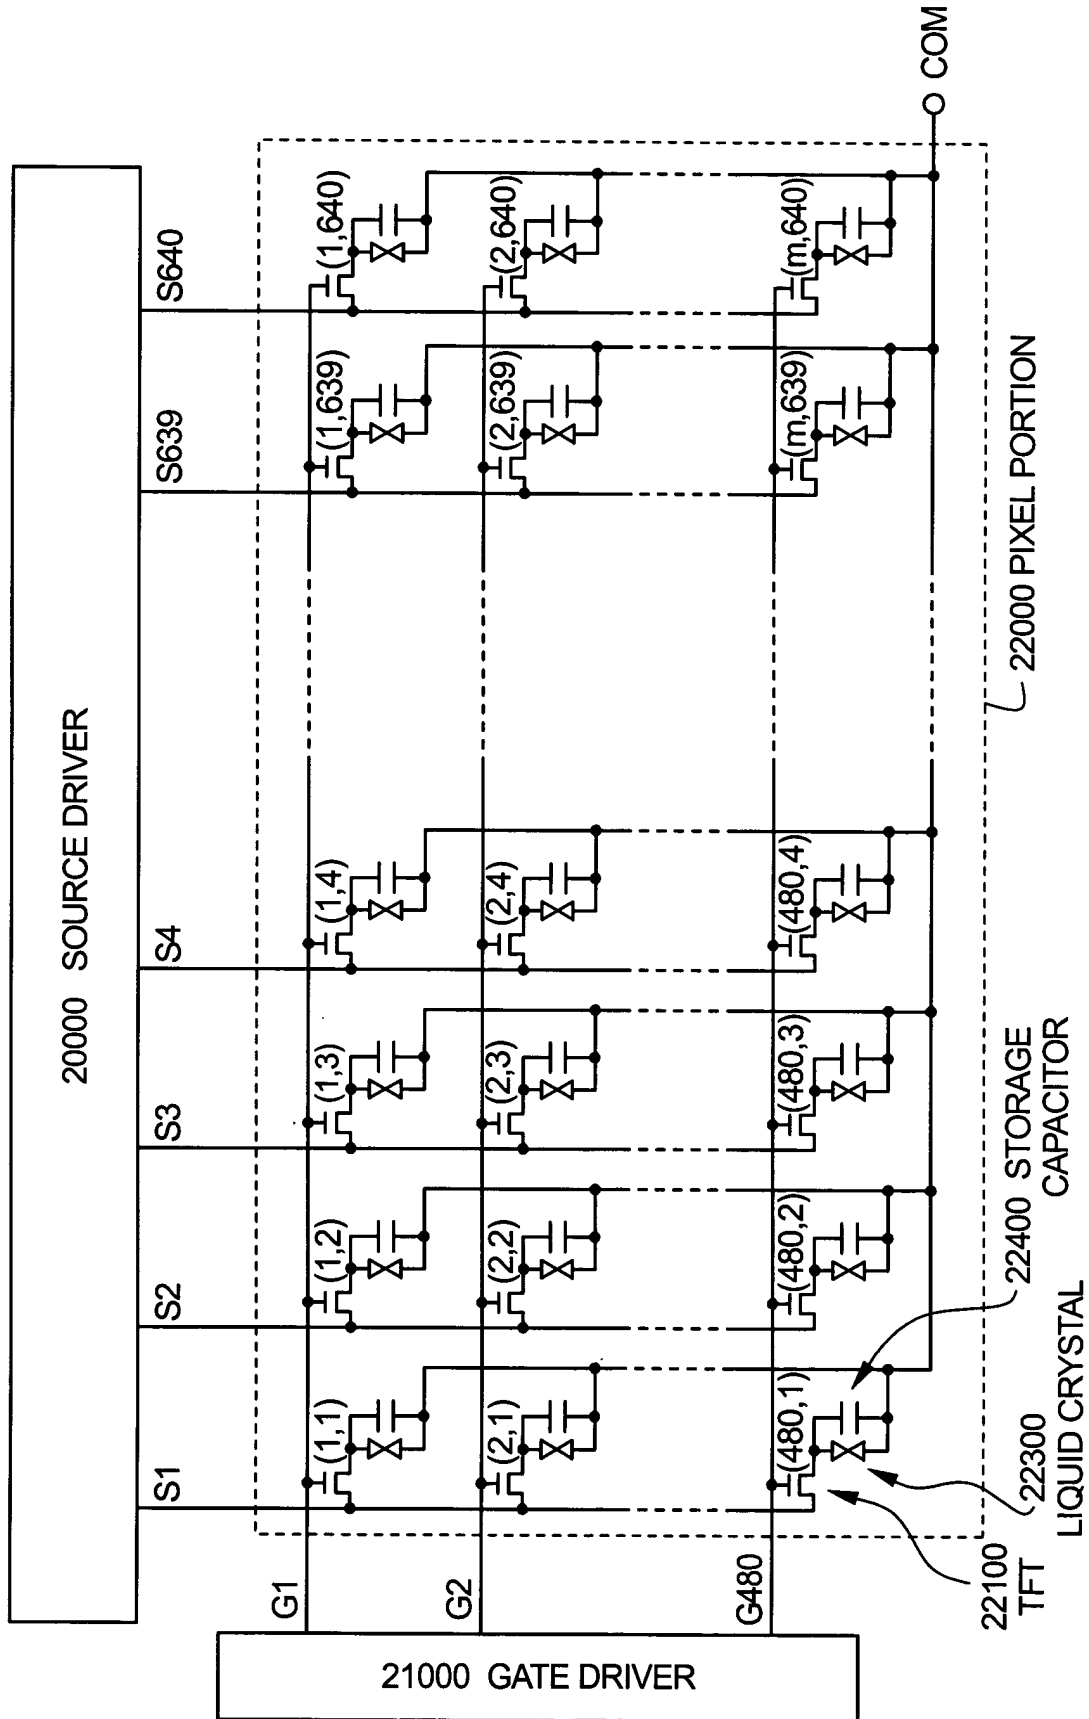 20000 SOURCE DRIVER
S1
S2
S3
S4
S639
S640
G1
(1,1)
(1,2)
(1,3)
(1,4)
(1,639)
(1,640)
G2
(2,1)
(2,2)
(2,3)
(2,4)
(2,639)
(2,640)
G480
(480,1)
(480,2)
(480,3)
(480,4)
(m,639)
(m,640)
21000 GATE DRIVER
COM
22100
TFT
22300
LIQUID CRYSTAL
22400 STORAGE
CAPACITOR
22000 PIXEL PORTION